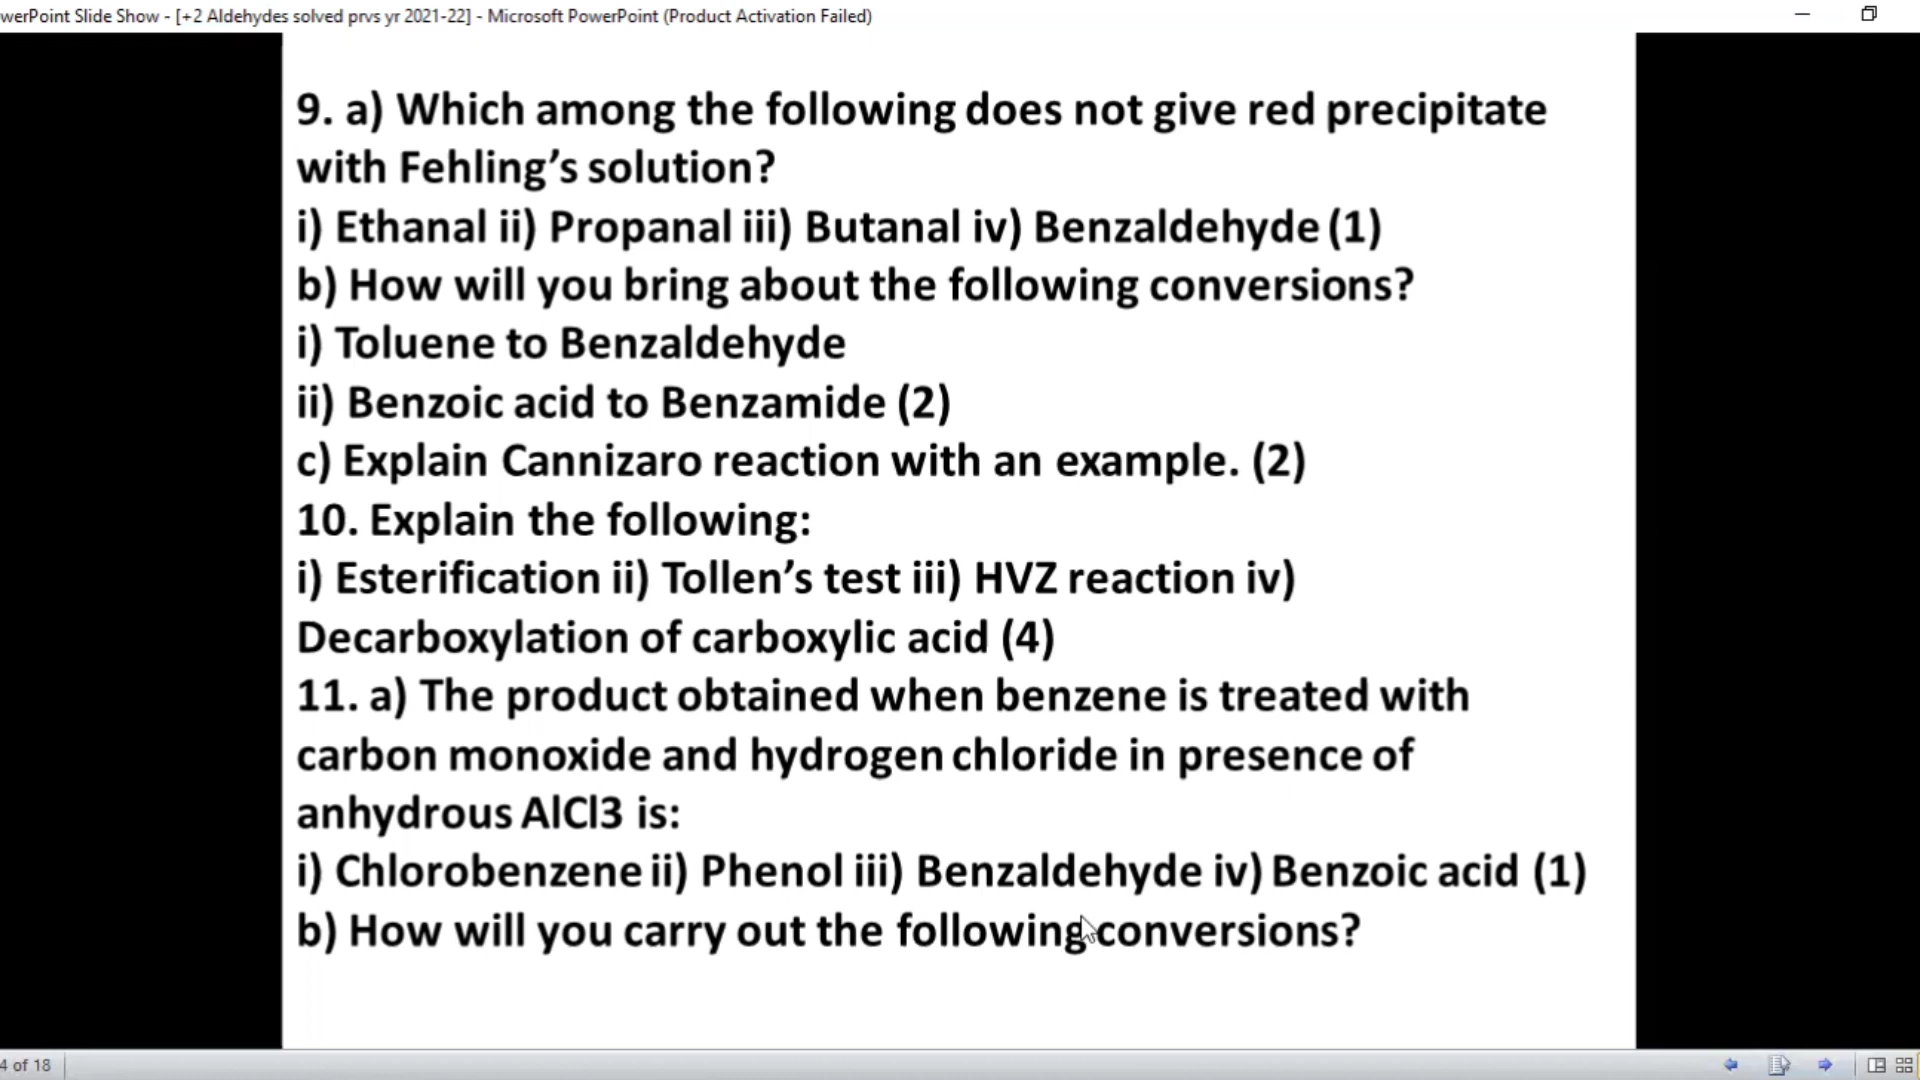 werPoint Slide Show - [+2 Aldehydes solved prvs yr 2021-22] - Microsoft PowerPoint (Product Activation Failed)
9. a) Which among the following does not give red precipitate
with Fehling’s solution?
i) Ethanal ii) Propanal iii) Butanal iv) Benzaldehyde (1)
b) How will you bring about the following conversions?
i) Toluene to Benzaldehyde
ii) Benzoic acid to Benzamide (2)
c) Explain Cannizaro reaction with an example. (2)
10. Explain the following:
i) Esterification ii) Tollen’s test iii) HVZ reaction iv)
Decarboxylation of carboxylic acid (4)
11. a) The product obtained when benzene is treated with
carbon monoxide and hydrogen chloride in presence of
anhydrous AlCl3 is:
i) Chlorobenzene ii) Phenol iii) Benzaldehyde iv) Benzoic acid (1)
b) How will you carry out the following conversions?
4 of 18